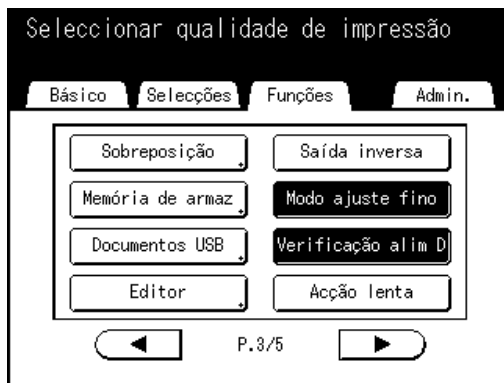 Seleccionar qualidade de impressão
Básico Selecções Funções Admin.
Sobreposição Saída inversa
Memória de armaz Modo ajuste fino
Documentos USB Verificação alim D
Editor Acção lenta
P.3/5